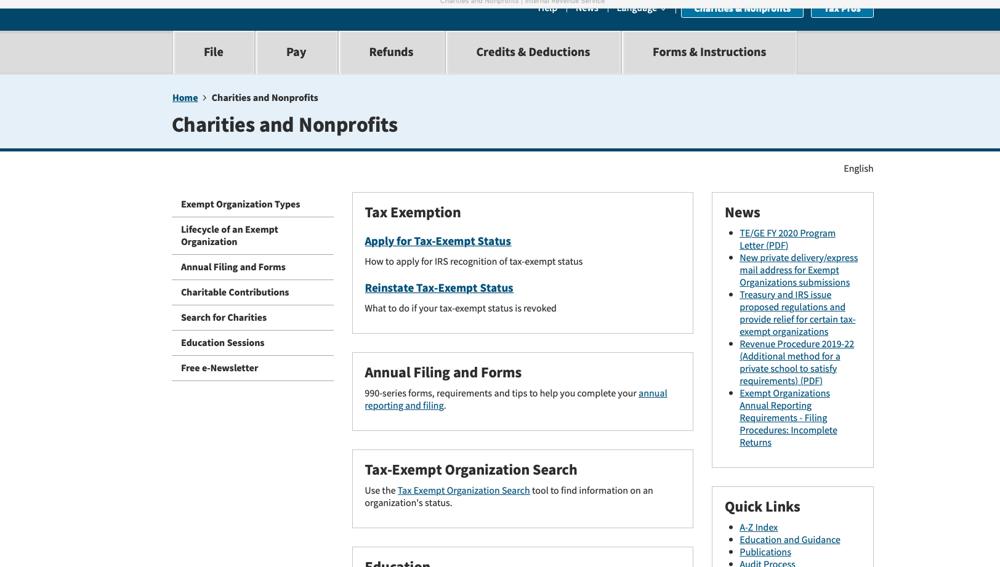 Charities and Nonprofits | Internal Revenue Service
Help
News
Language
Charities & Nonprofits
Tax Pros
File
Pay
Refunds
Credits & Deductions
Forms & Instructions
Home > Charities and Nonprofits
Charities and Nonprofits
English
Exempt Organization Types
Lifecycle of an Exempt
Organization
Annual Filing and Forms
Charitable Contributions
Search for Charities
Education Sessions
Free e-Newsletter
Tax Exemption
Apply for Tax-Exempt Status
How to apply for IRS recognition of tax-exempt status
Reinstate Tax-Exempt Status
What to do if your tax-exempt status is revoked
Annual Filing and Forms
990-series forms, requirements and tips to help you complete your annual
reporting and filing.
Tax-Exempt Organization Search
Use the Tax Exempt Organization Search tool to find information on an
organization's status.
Education
News
TE/GE FY 2020 Program
Letter (PDF)
New private delivery/express
mail address for Exempt
Organizations submissions
Treasury and IRS issue
proposed regulations and
provide relief for certain tax-
exempt organizations
Revenue Procedure 2019-22
(Additional method for a
private school to satisfy
requirements) (PDF)
Exempt Organizations
Annual Reporting
Requirements - Filing
Procedures: Incomplete
Returns
Quick Links
A-Z Index
Education and Guidance
Publications
Audit Process